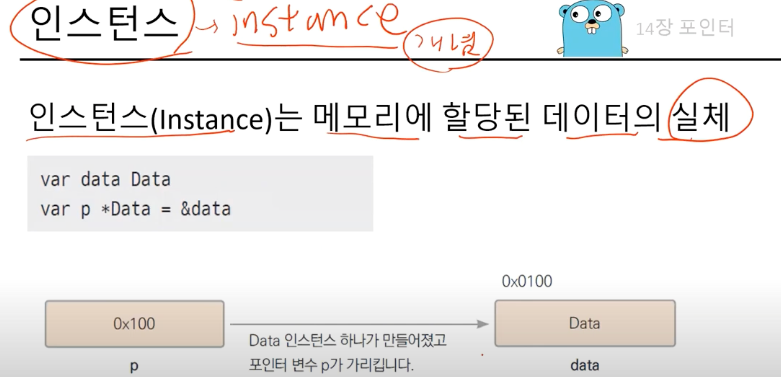 인스턴스 → instance
개념
14장 포인터
인스턴스(Instance)는 메모리에 할당된 데이터의 실체
var data Data
var p *Data = &data
0x0100
0x100
Data
Data 인스턴스 하나가 만들어졌고
포인터 변수 p가 가리킵니다.
p
data